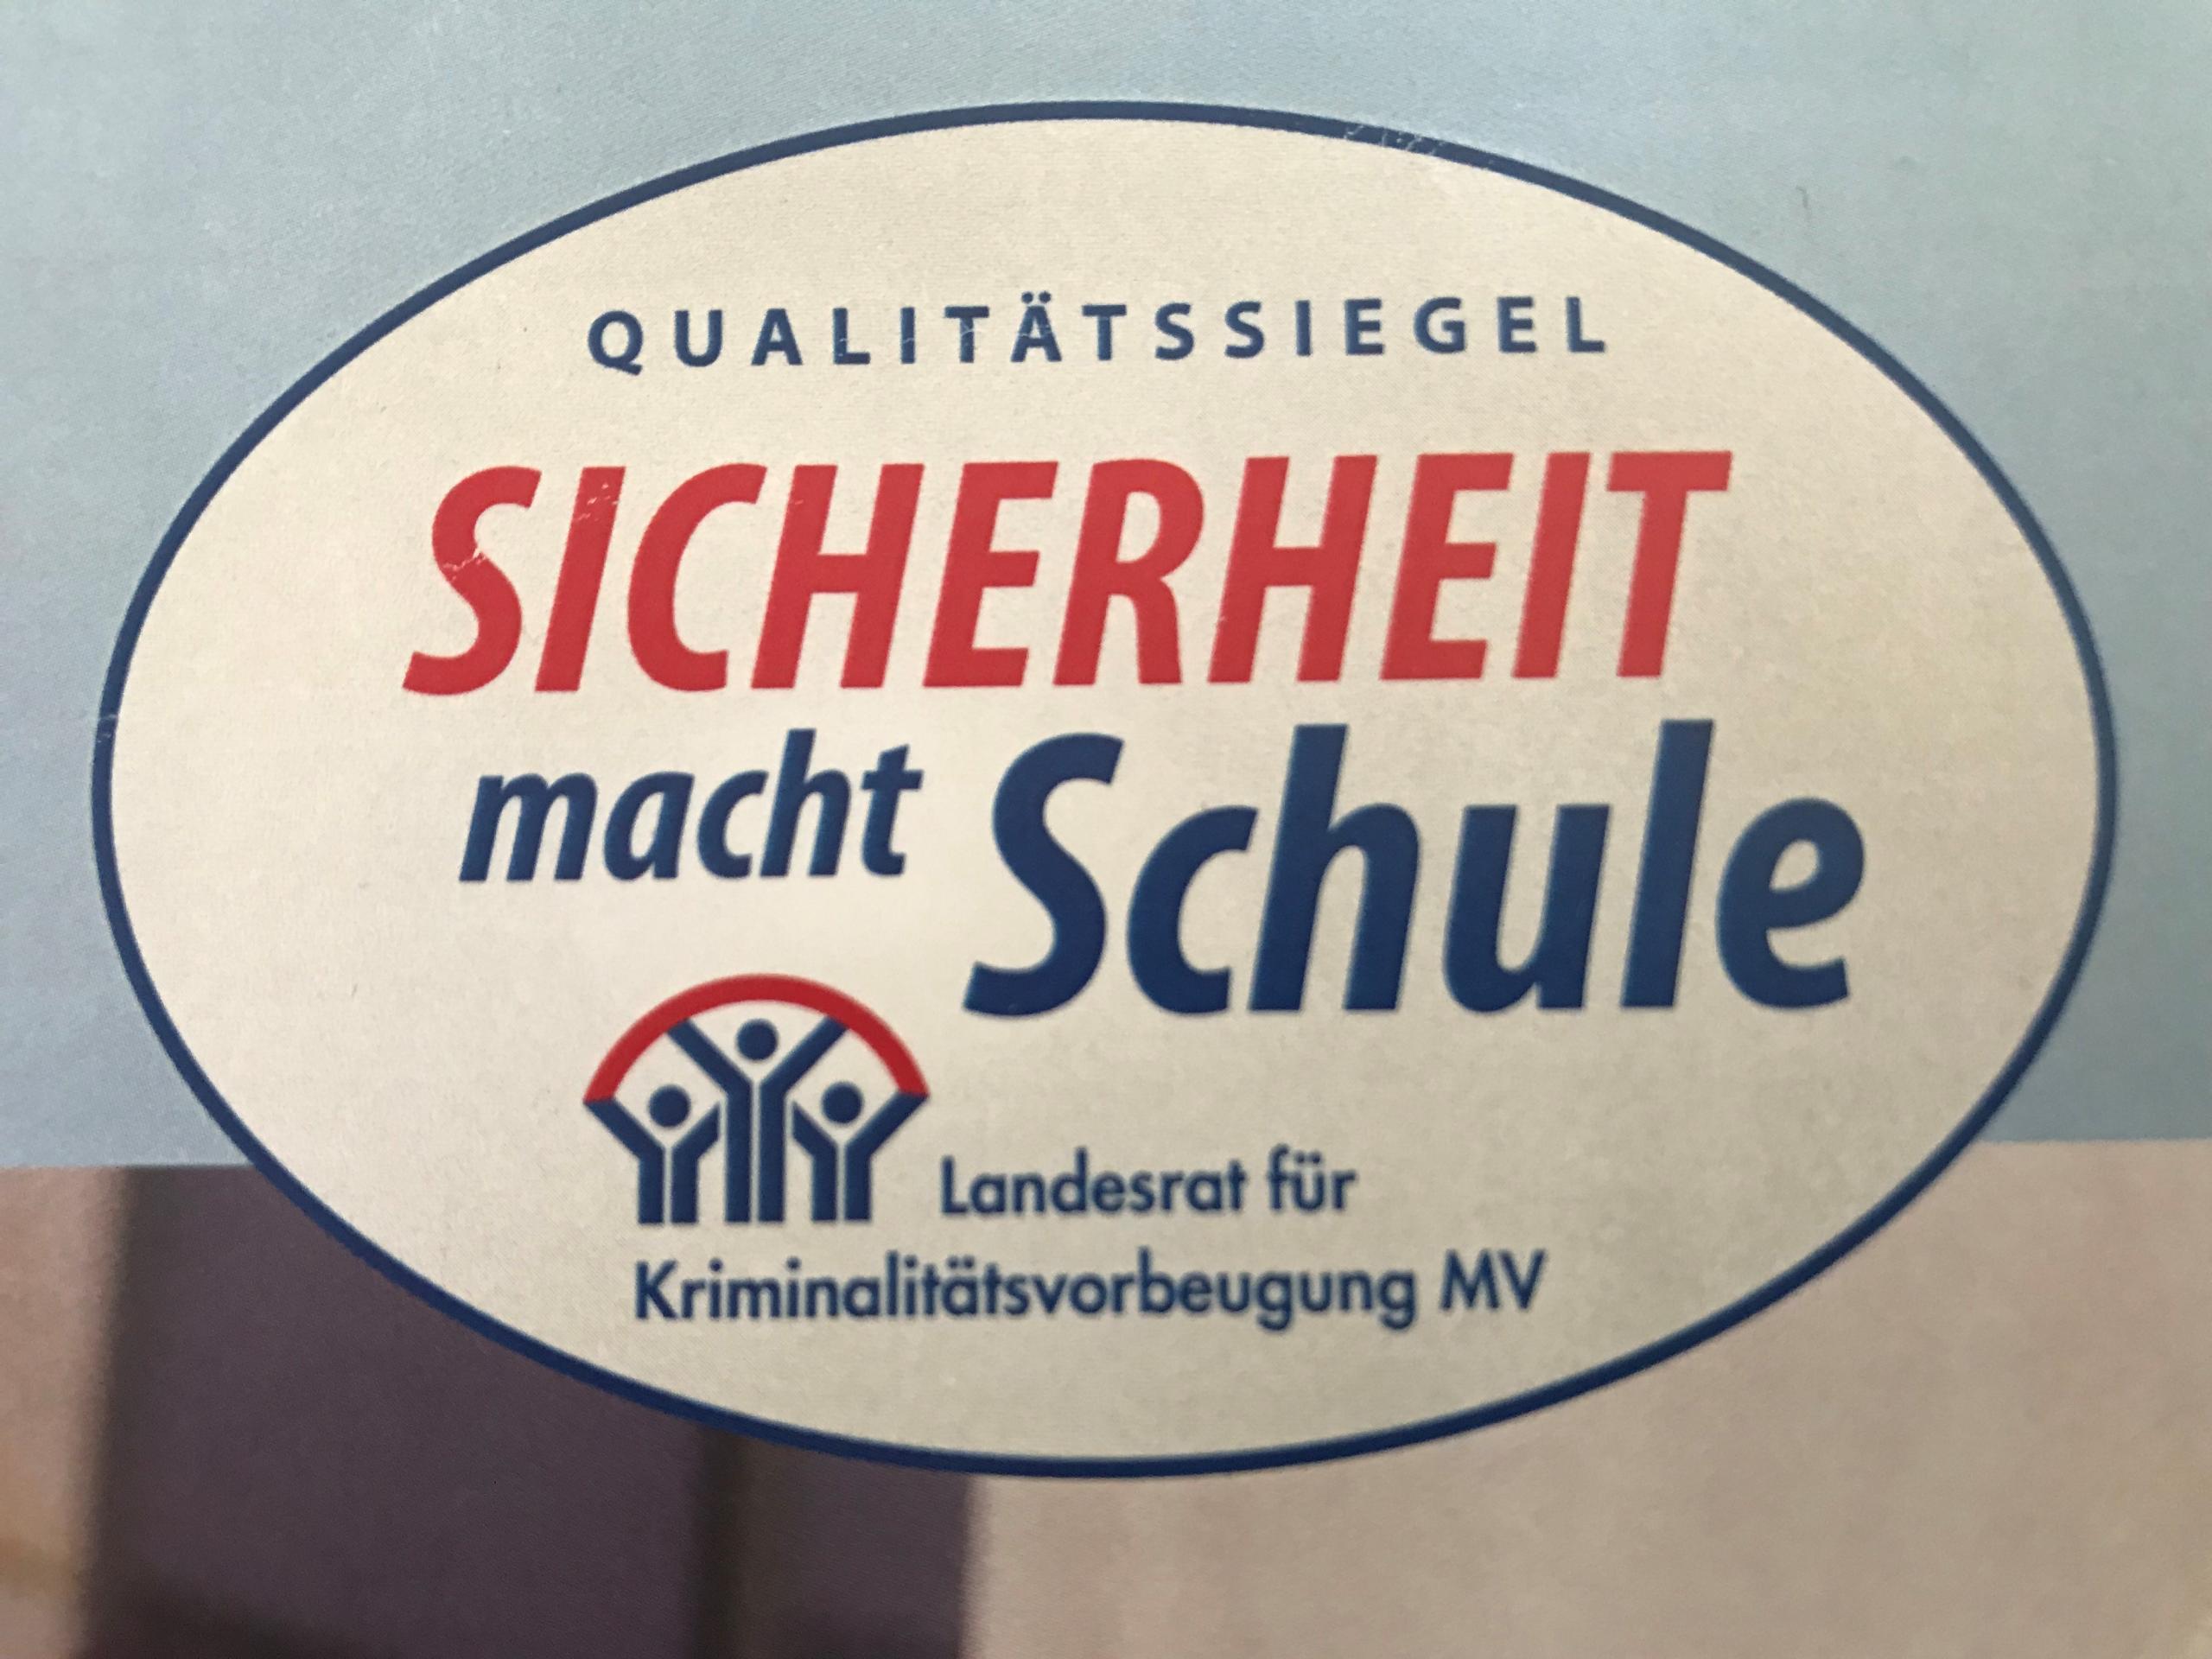 QUALITÄTSSIEGEL
SICHERHEIT
macht Schule
Landesrat für
Kriminalitätsvorbeugung MV